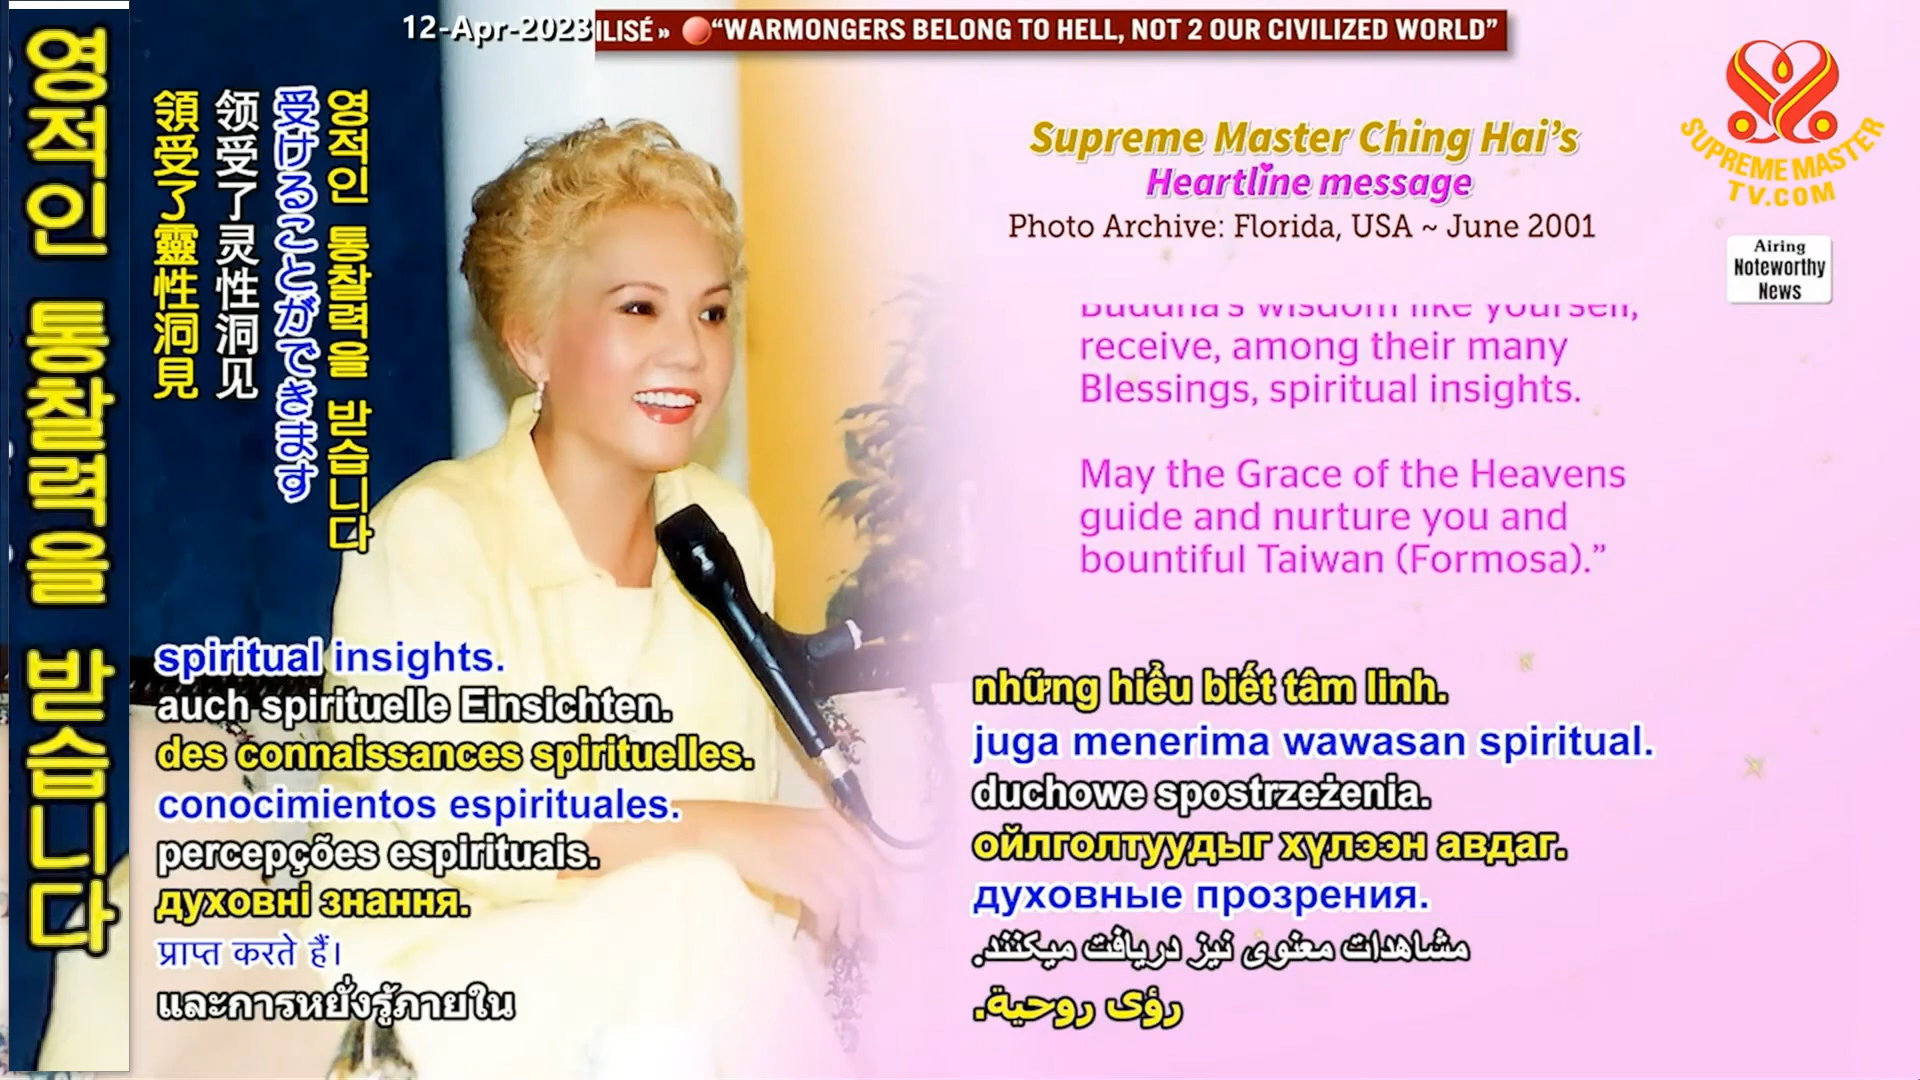 12-Apr-2023
ILISÉ » 🔴“WARMONGERS BELONG TO HELL, NOT 2 OUR CIVILIZED WORLD”
영적인 통찰력을 받습니다
영적인 통찰력을 받습니다
受けることができます
领受了灵性洞见
領受了靈性洞見
Supreme Master Ching Hai’s
Heartline message
Photo Archive: Florida, USA ~ June 2001
SUPREME MASTER
TV.COM
Airing
Noteworthy
News
Buddha’s wisdom like yourself,
receive, among their many
Blessings, spiritual insights.
May the Grace of the Heavens
guide and nurture you and
bountiful Taiwan (Formosa).”
spiritual insights.
auch spirituelle Einsichten.
des connaissances spirituelles.
conocimientos espirituales.
percepções espirituais.
духовні знання.
प्राप्त करते हैं।
และการหยั่งรู้ภายใน
những hiểu biết tâm linh.
juga menerima wawasan spiritual.
duchowe spostrzeżenia.
ойлголтуудыг хүлээн авдаг.
духовные прозрения.
مشاهدات معنوی نیز دریافت میکنند.
رؤى روحية.